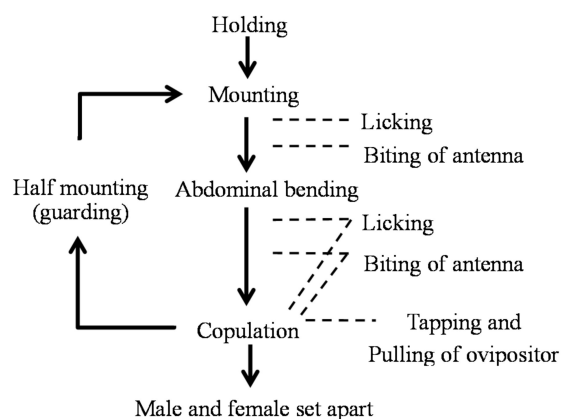 Holding
Mounting
Licking
Biting of antenna
Half mounting
(guarding)
Abdominal bending
Licking
Biting of antenna
Copulation
Tapping and
Pulling of ovipositor
Male and female set apart